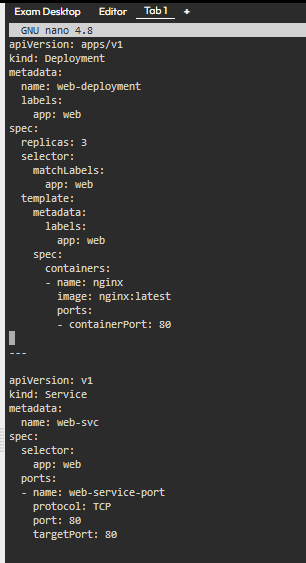 Exam Desktop Editor Tab 1 +
GNU nano 4.8
apiVersion: apps/v1
kind: Deployment
metadata:
  name: web-deployment
  labels:
    app: web
spec:
  replicas: 3
  selector:
    matchLabels:
      app: web
  template:
    metadata:
      labels:
        app: web
    spec:
      containers:
      - name: nginx
        image: nginx:latest
        ports:
        - containerPort: 80
---
apiVersion: v1
kind: Service
metadata:
  name: web-svc
spec:
  selector:
    app: web
  ports:
  - name: web-service-port
    protocol: TCP
    port: 80
    targetPort: 80